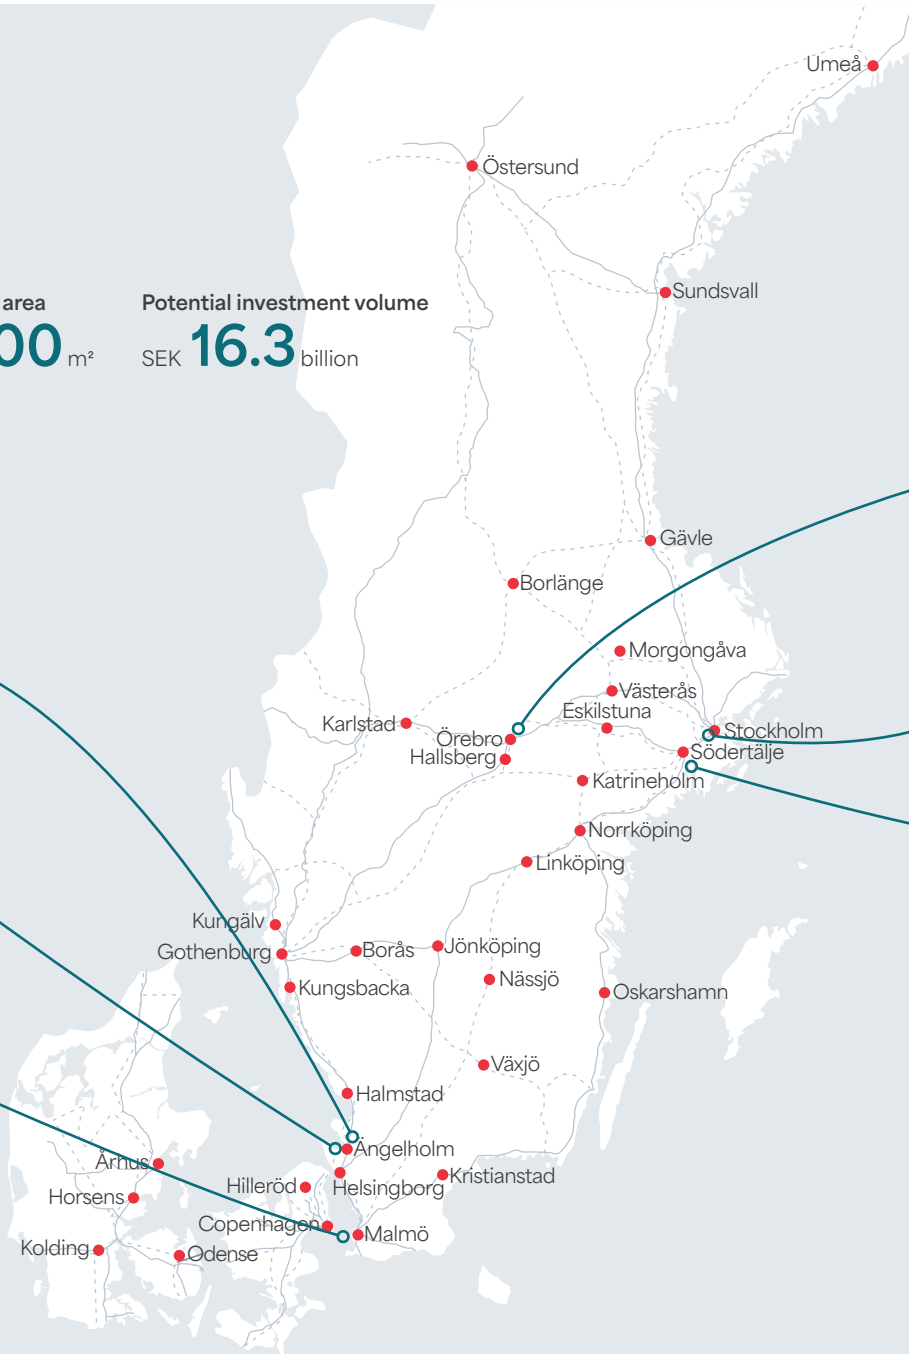 Umeå
Östersund
Sundsvall
area
Potential investment volume
00 m²
SEK 16.3 billion
Gävle
Borlänge
Morgongåva
Västerås
Eskilstuna
Karlstad
Örebro
Stockholm
Hallsberg
Södertälje
Katrineholm
Norrköping
Linköping
Kungälv
Gothenburg
Borås
Jönköping
Kungsbacka
Nässjö
Oskarshamn
Växjö
Halmstad
Ängelholm
Århus
Hilleröd
Helsingborg
Kristianstad
Horsens
Copenhagen
Malmö
Kolding
Odense